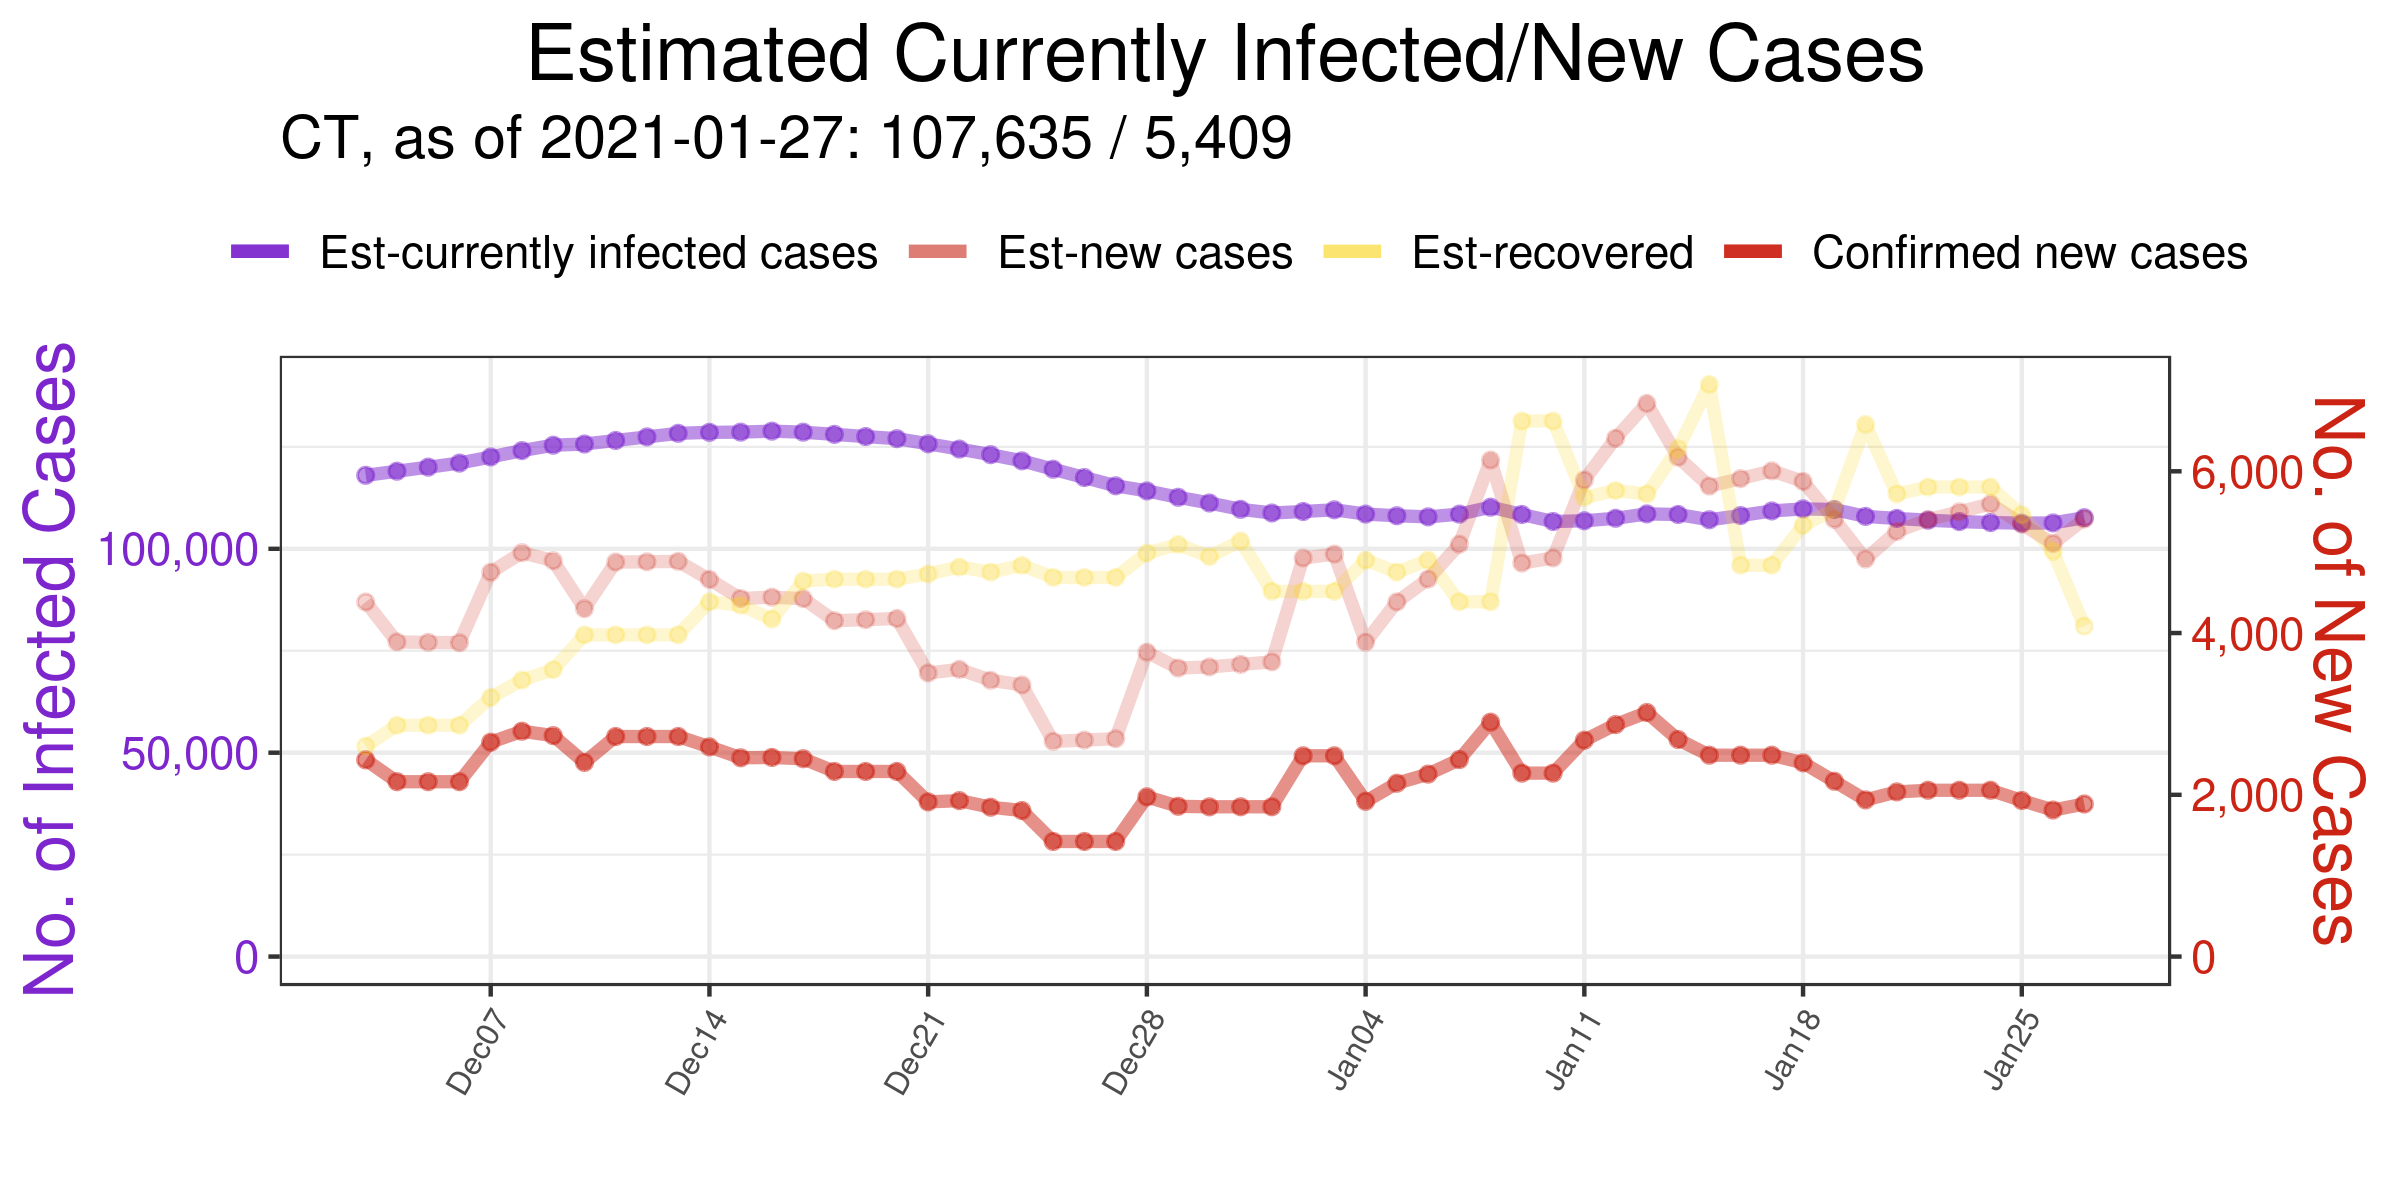 Estimated Currently Infected/New Cases
CT, as of 2021-01-27: 107,635 / 5,409
Est-currently infected cases Est-new cases Est-recovered Confirmed new cases
No. of Infected Cases
100,000
50,000
0
No. of New Cases
6,000
4,000
2,000
0
Dec07 Dec14 Dec21 Dec28 Jan04 Jan11 Jan18 Jan25